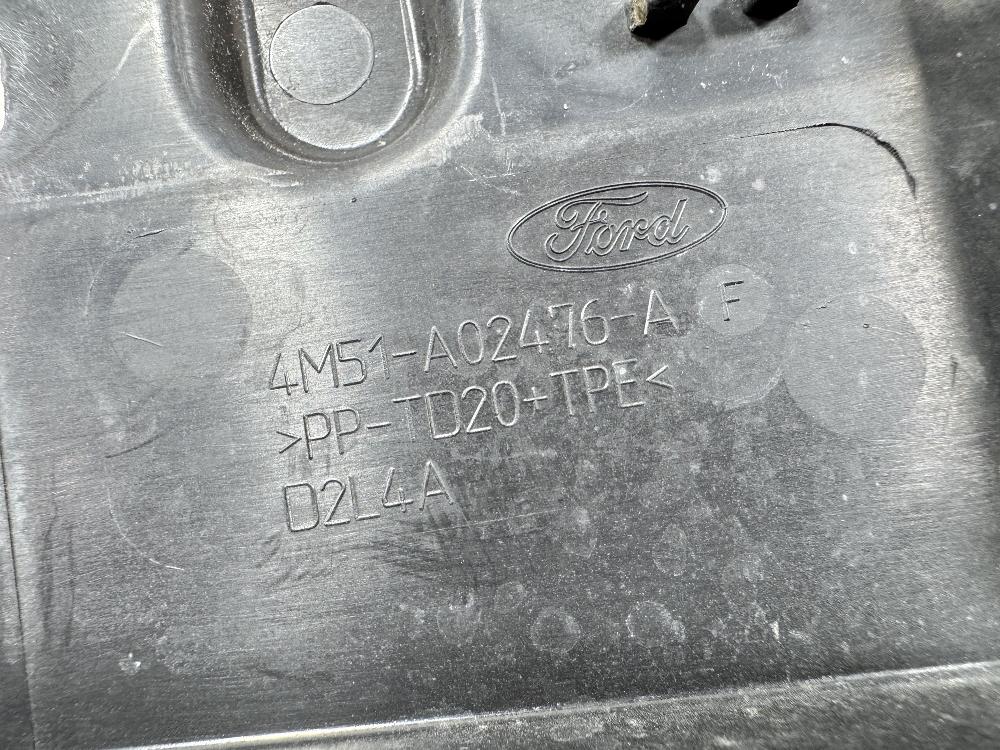 Ford
4M51-A02476-A F
>PP-TD20+TPE<
D2L4A